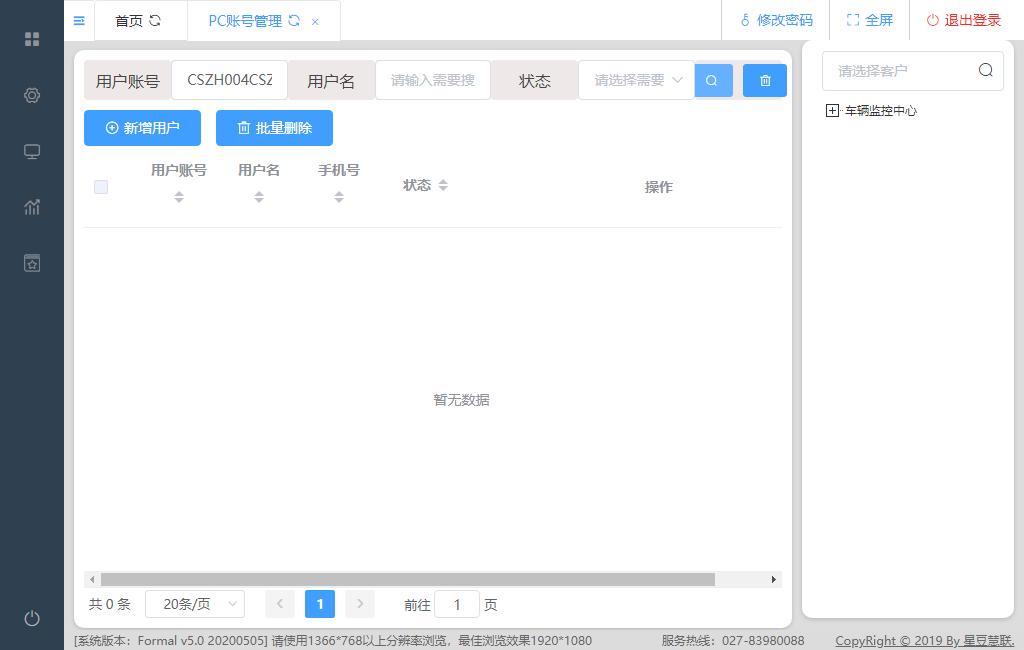 首页
PC账号管理
修改密码
全屏
退出登录
用户账号 CSZH004CSZ 用户名 请输入需要搜 状态 请选择需要
请选择客户
新增用户 批量删除
车辆监控中心
用户账号 用户名 手机号 状态 操作
暂无数据
共 0 条 20条/页 1 前往 1 页
[系统版本：Formal v5.0 20200505] 请使用1366*768以上分辨率浏览，最佳浏览效果1920*1080 服务热线：027-83980088 CopyRight © 2019 By 星豆慧联.